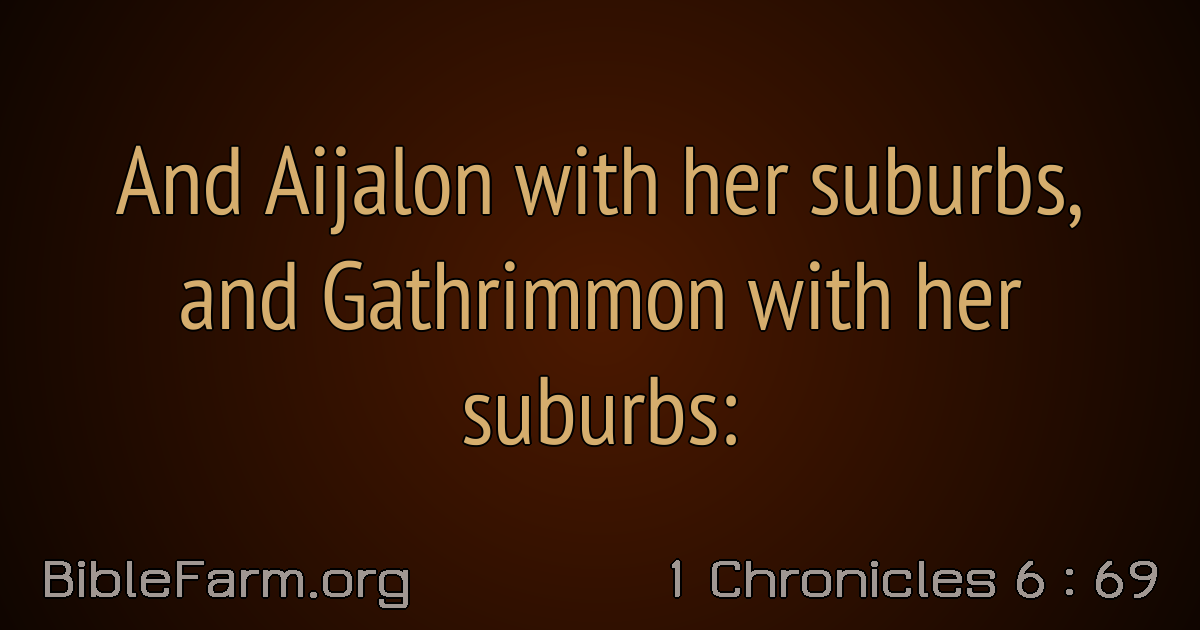 And Aijalon with her suburbs,
and Gathrimmon with her
suburbs:
BibleFarm.org
1 Chronicles 6 : 69